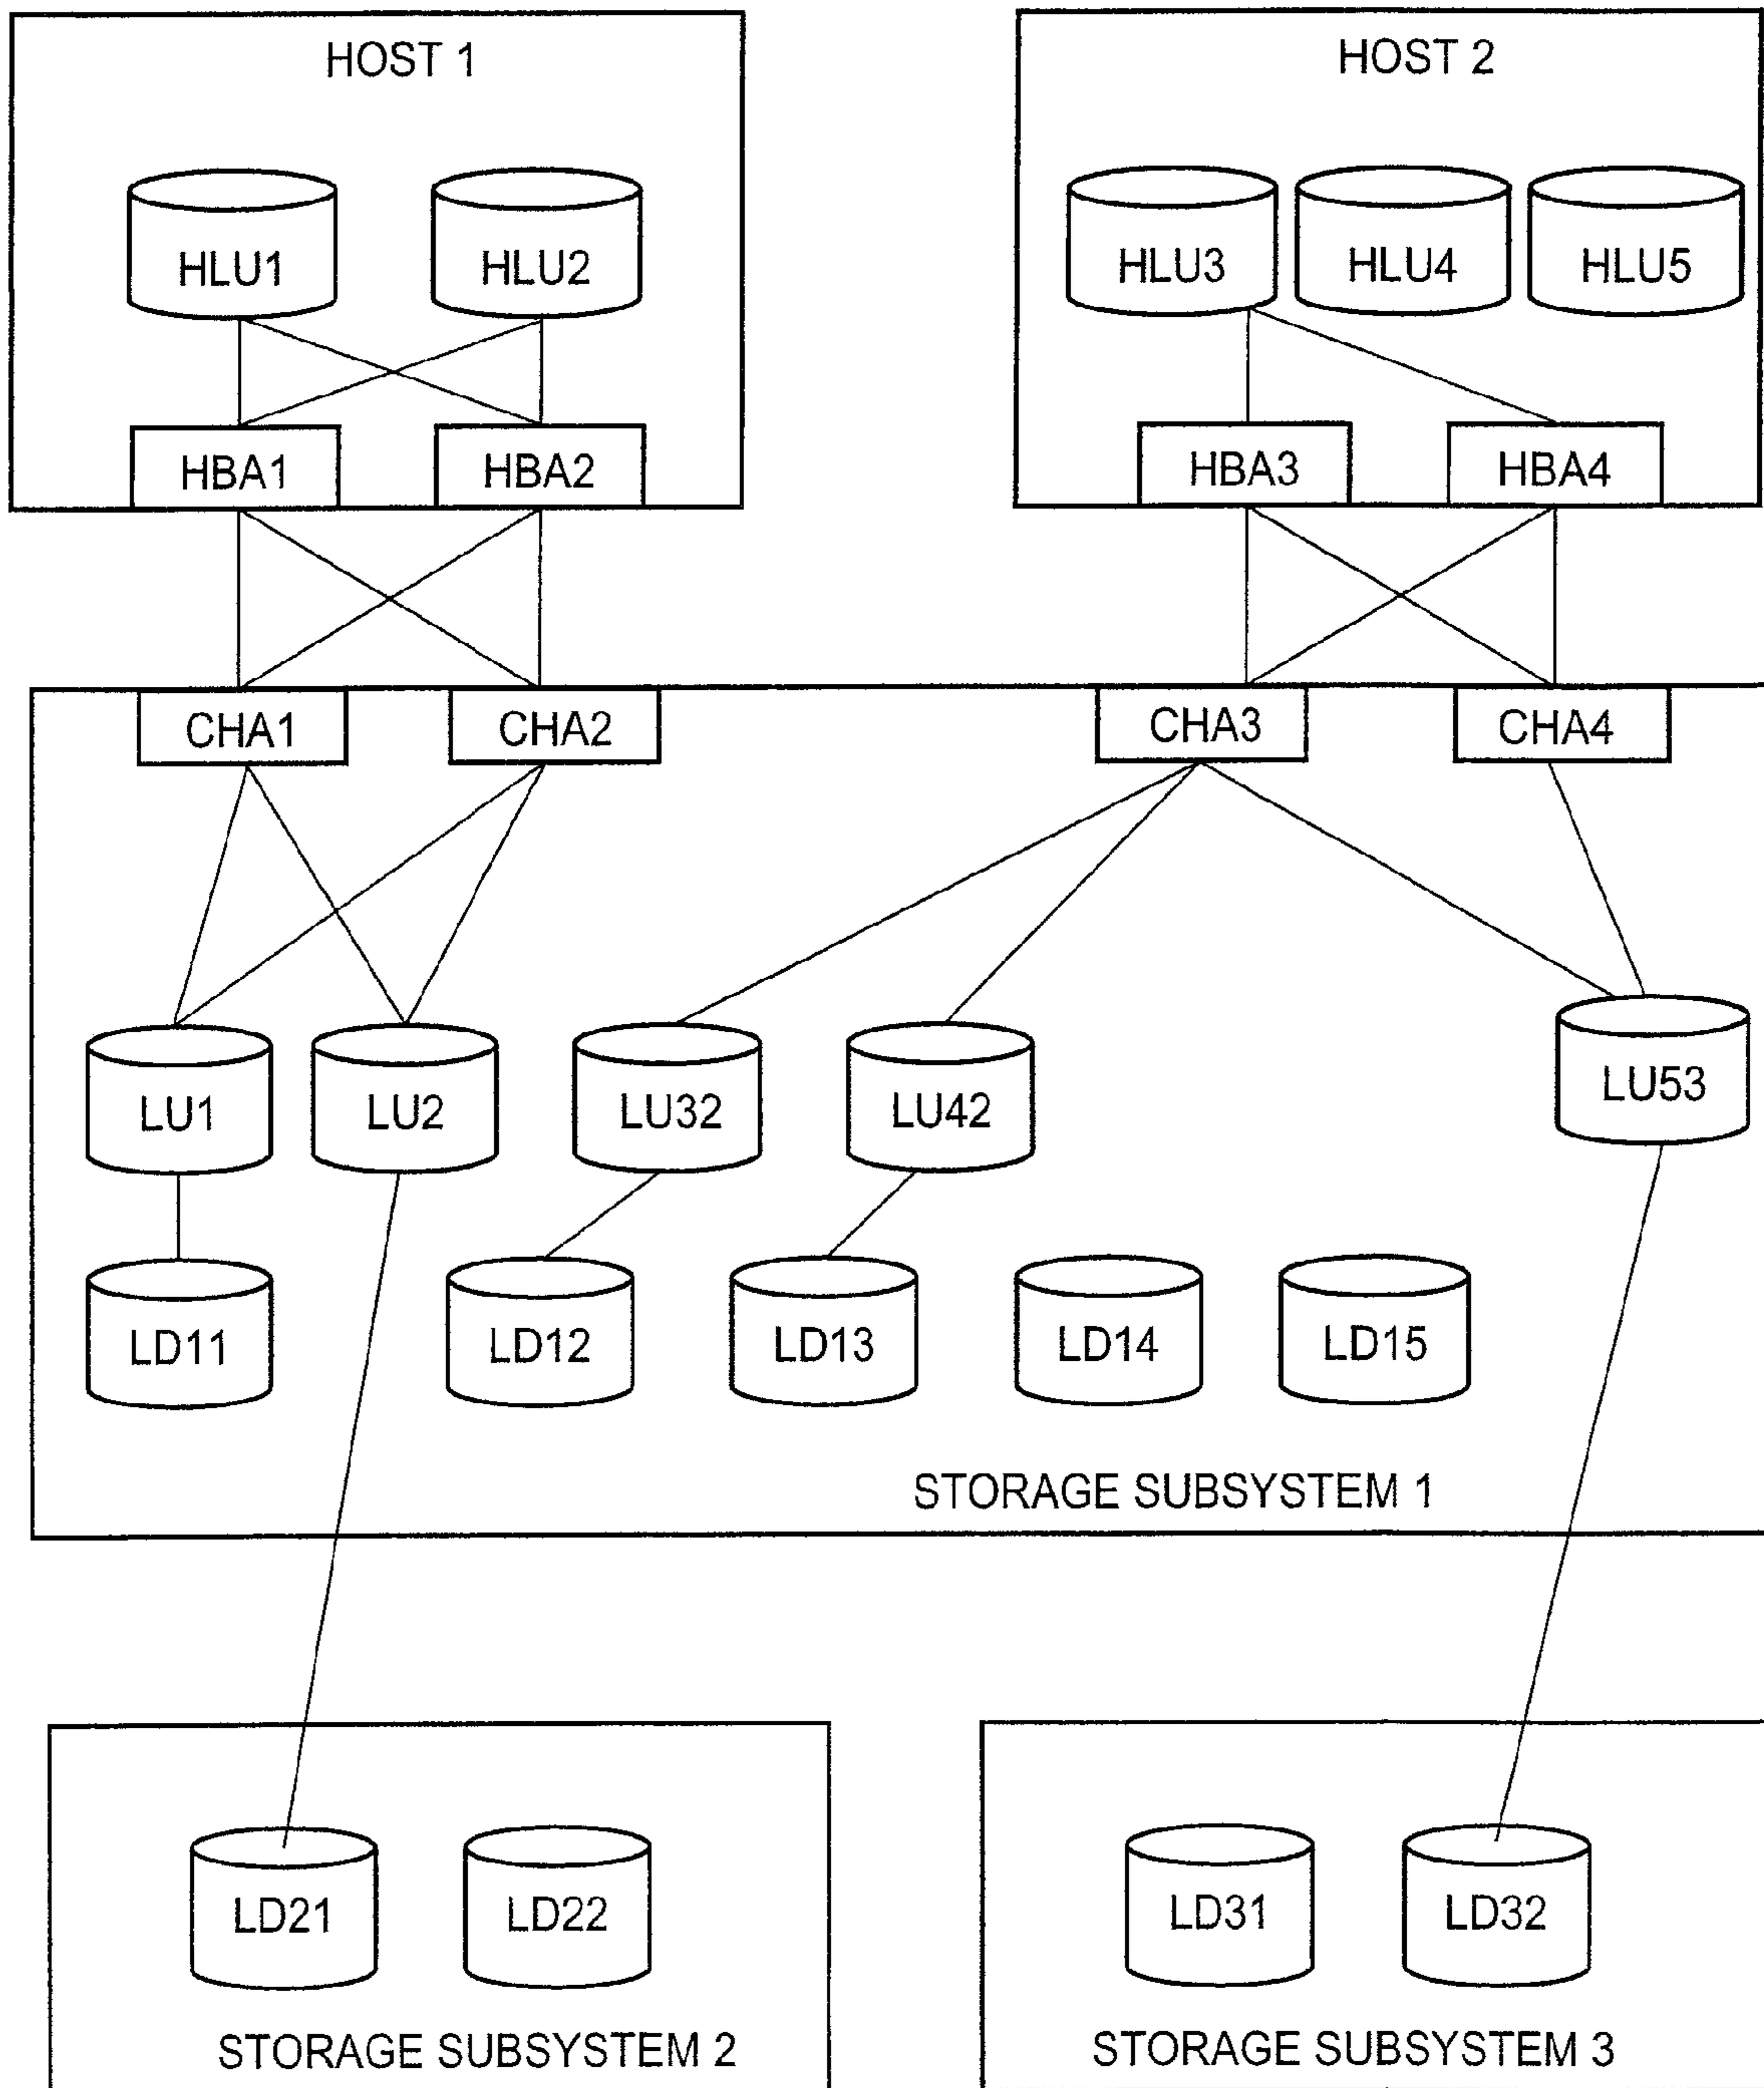 HOST 1
HOST 2
HLU1
HLU2
HLU3
HLU4
HLU5
HBA1
HBA2
HBA3
HBA4
CHA1
CHA2
CHA3
CHA4
LU1
LU2
LU32
LU42
LU53
LD11
LD12
LD13
LD14
LD15
STORAGE SUBSYSTEM 1
LD21
LD22
LD31
LD32
STORAGE SUBSYSTEM 2
STORAGE SUBSYSTEM 3